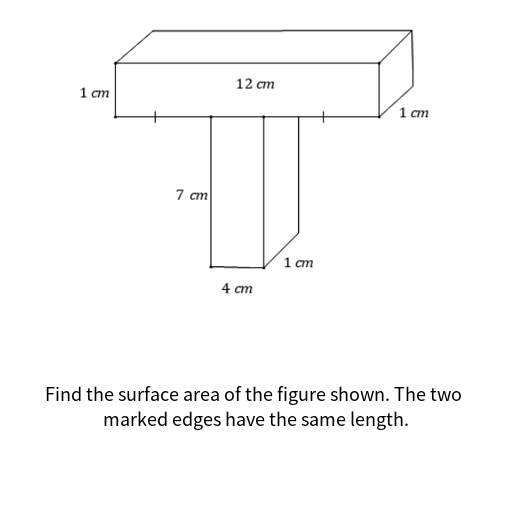 12 cm
1 cm
1 cm
7 cm
1 cm
4 cm
Find the surface area of the figure shown. The two
marked edges have the same length.